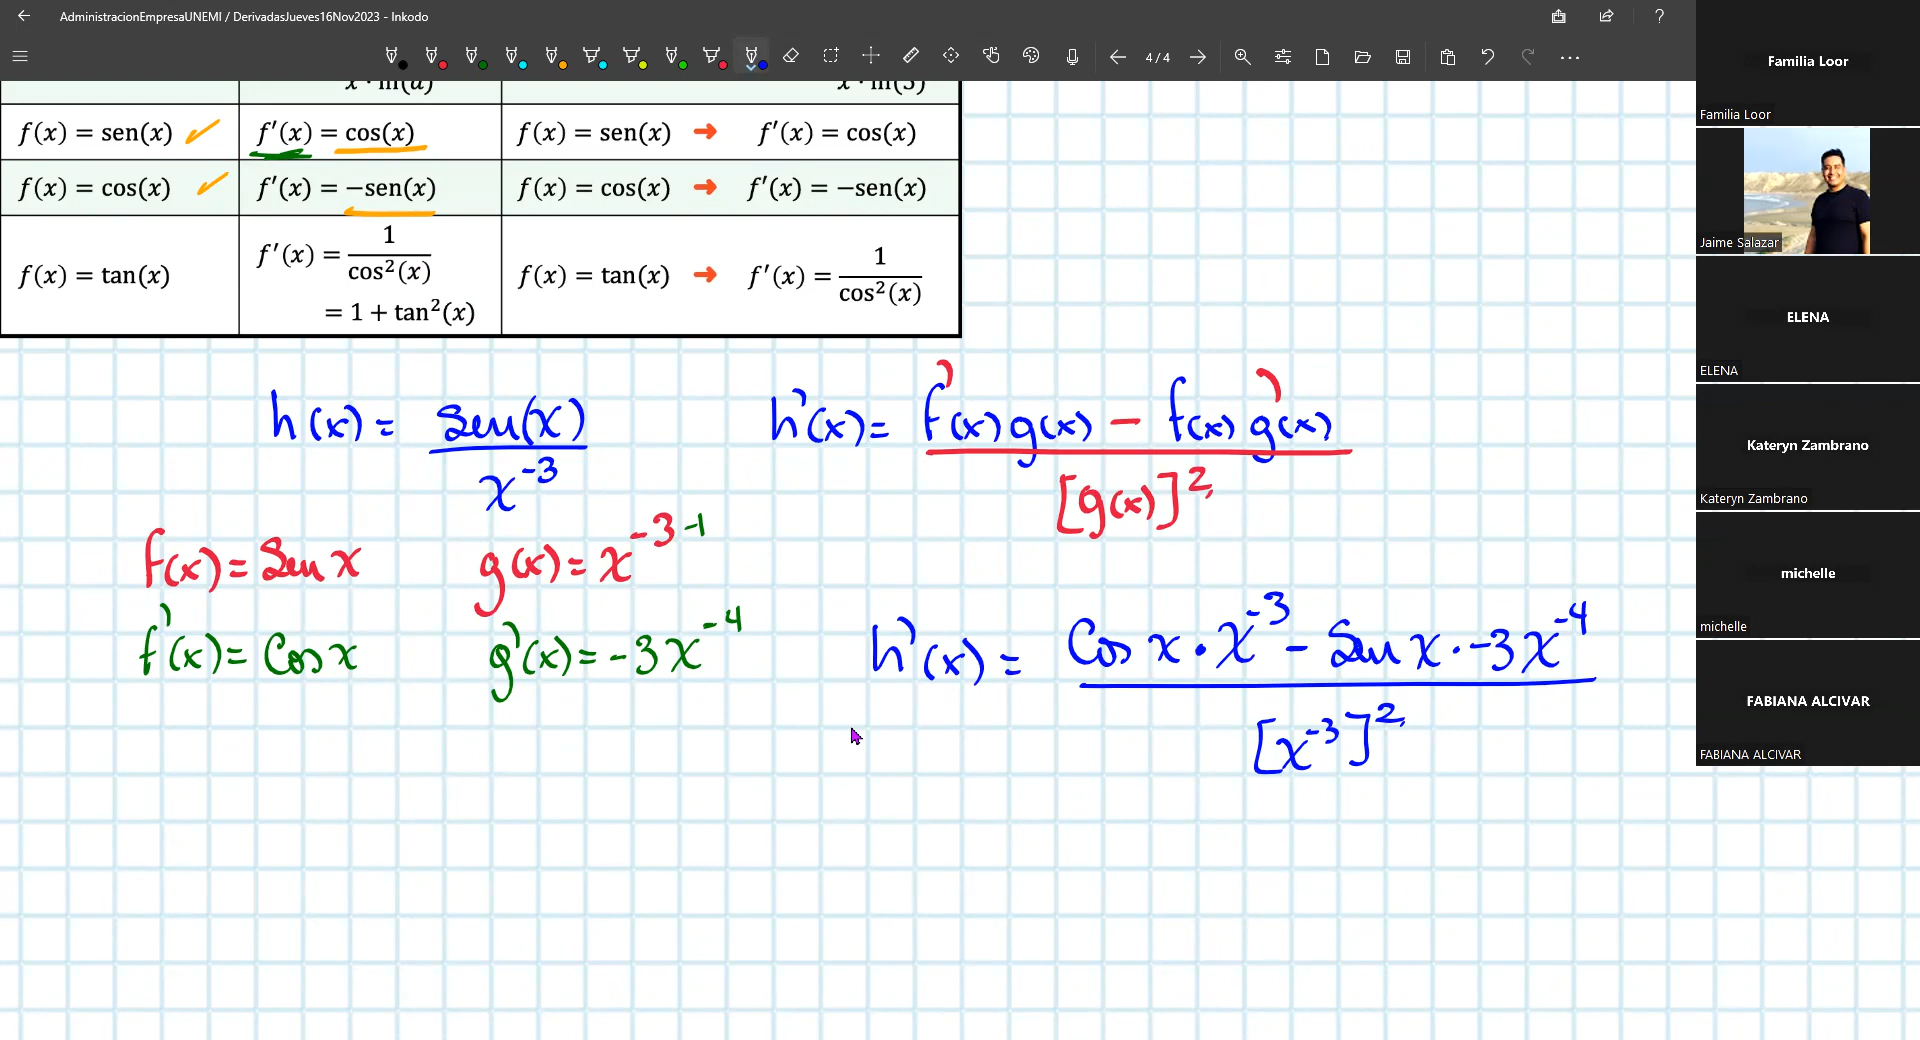 AdministracionEmpresaUNEMI / DerivadasJueves16Nov2023 - Inkodo
4 / 4
f(x) = sen(x) f′(x) = cos(x) f(x) = sen(x) ➜ f′(x) = cos(x)
f(x) = cos(x) f′(x) = −sen(x) f(x) = cos(x) ➜ f′(x) = −sen(x)
f(x) = tan(x) f′(x) = 1/cos²(x) f(x) = tan(x) ➜ f′(x) = 1/cos²(x)
= 1 + tan²(x)
h(x) = Sen(x)/x⁻³ h'(x) = f'(x) g(x) − f(x) g'(x)/[g(x)]²
f(x) = Sen x g(x) = x⁻³ ⁻¹
f'(x) = Cos x g'(x) = -3x⁻⁴ h'(x) = Cos x · x⁻³ − Sen x · -3x⁻⁴/[x⁻³]²
Familia Loor
Familia Loor
Jaime Salazar
ELENA
ELENA
Kateryn Zambrano
Kateryn Zambrano
michelle
michelle
FABIANA ALCIVAR
FABIANA ALCIVAR